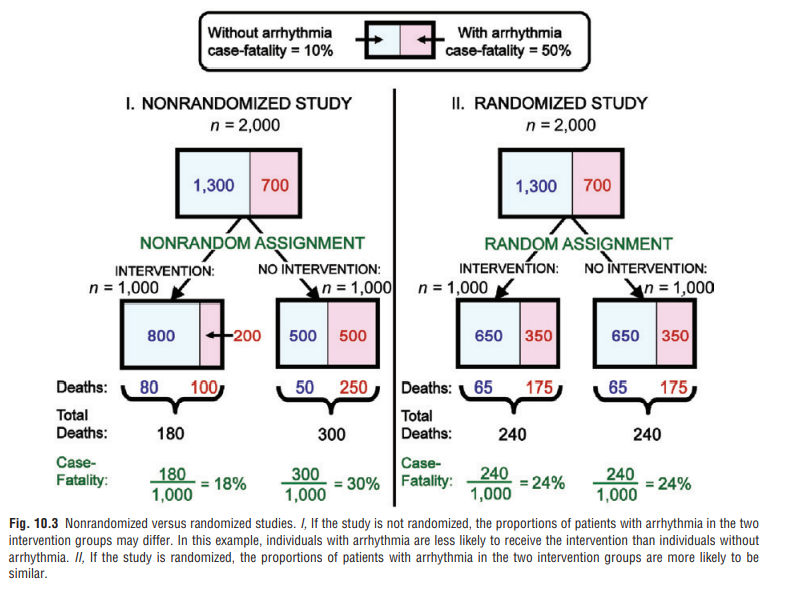 Without arrhythmia
case-fatality = 10%
With arrhythmia
case-fatality = 50%
I. NONRANDOMIZED STUDY
n = 2,000
1,300 700
NONRANDOM ASSIGNMENT
INTERVENTION: NO INTERVENTION:
n = 1,000 n = 1,000
800 200 500 500
Deaths: 80 100 50 250
Total
Deaths: 180 300
Case-
Fatality: 180/1,000 = 18% 300/1,000 = 30%
II. RANDOMIZED STUDY
n = 2,000
1,300 700
RANDOM ASSIGNMENT
INTERVENTION: NO INTERVENTION:
n = 1,000 n = 1,000
650 350 650 350
Deaths: 65 175 65 175
Total
Deaths: 240 240
Case-
Fatality: 240/1,000 = 24% 240/1,000 = 24%
Fig. 10.3 Nonrandomized versus randomized studies. I, If the study is not randomized, the proportions of patients with arrhythmia in the two
intervention groups may differ. In this example, individuals with arrhythmia are less likely to receive the intervention than individuals without
arrhythmia. II, If the study is randomized, the proportions of patients with arrhythmia in the two intervention groups are more likely to be
similar.